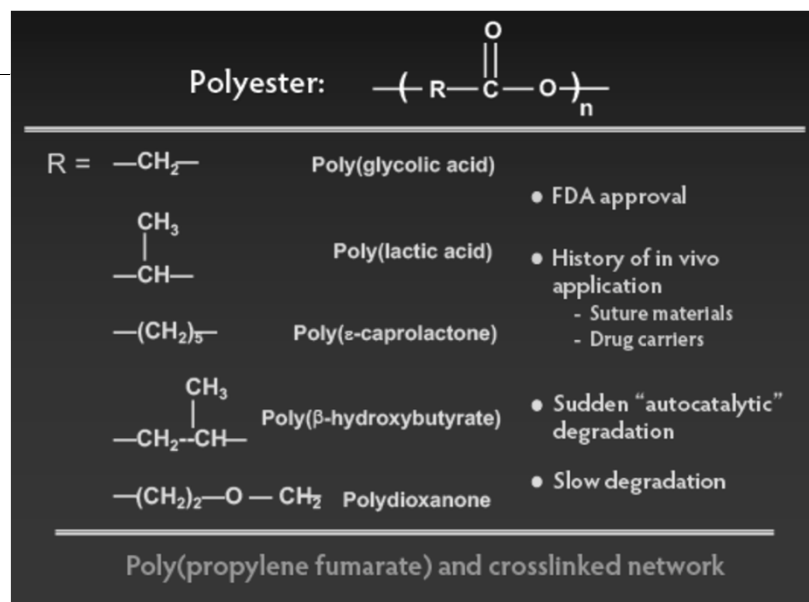 Polyester: —( R—C—O—)—
O
n
R = —CH2— Poly(glycolic acid)
CH3
—CH— Poly(lactic acid)
—(CH2)5— Poly(ε-caprolactone)
CH3
—CH2--CH— Poly(β-hydroxybutyrate)
—(CH2)2—O — CH2 Polydioxanone
● FDA approval
● History of in vivo
application
- Suture materials
- Drug carriers
● Sudden “autocatalytic”
degradation
● Slow degradation
Poly(propylene fumarate) and crosslinked network